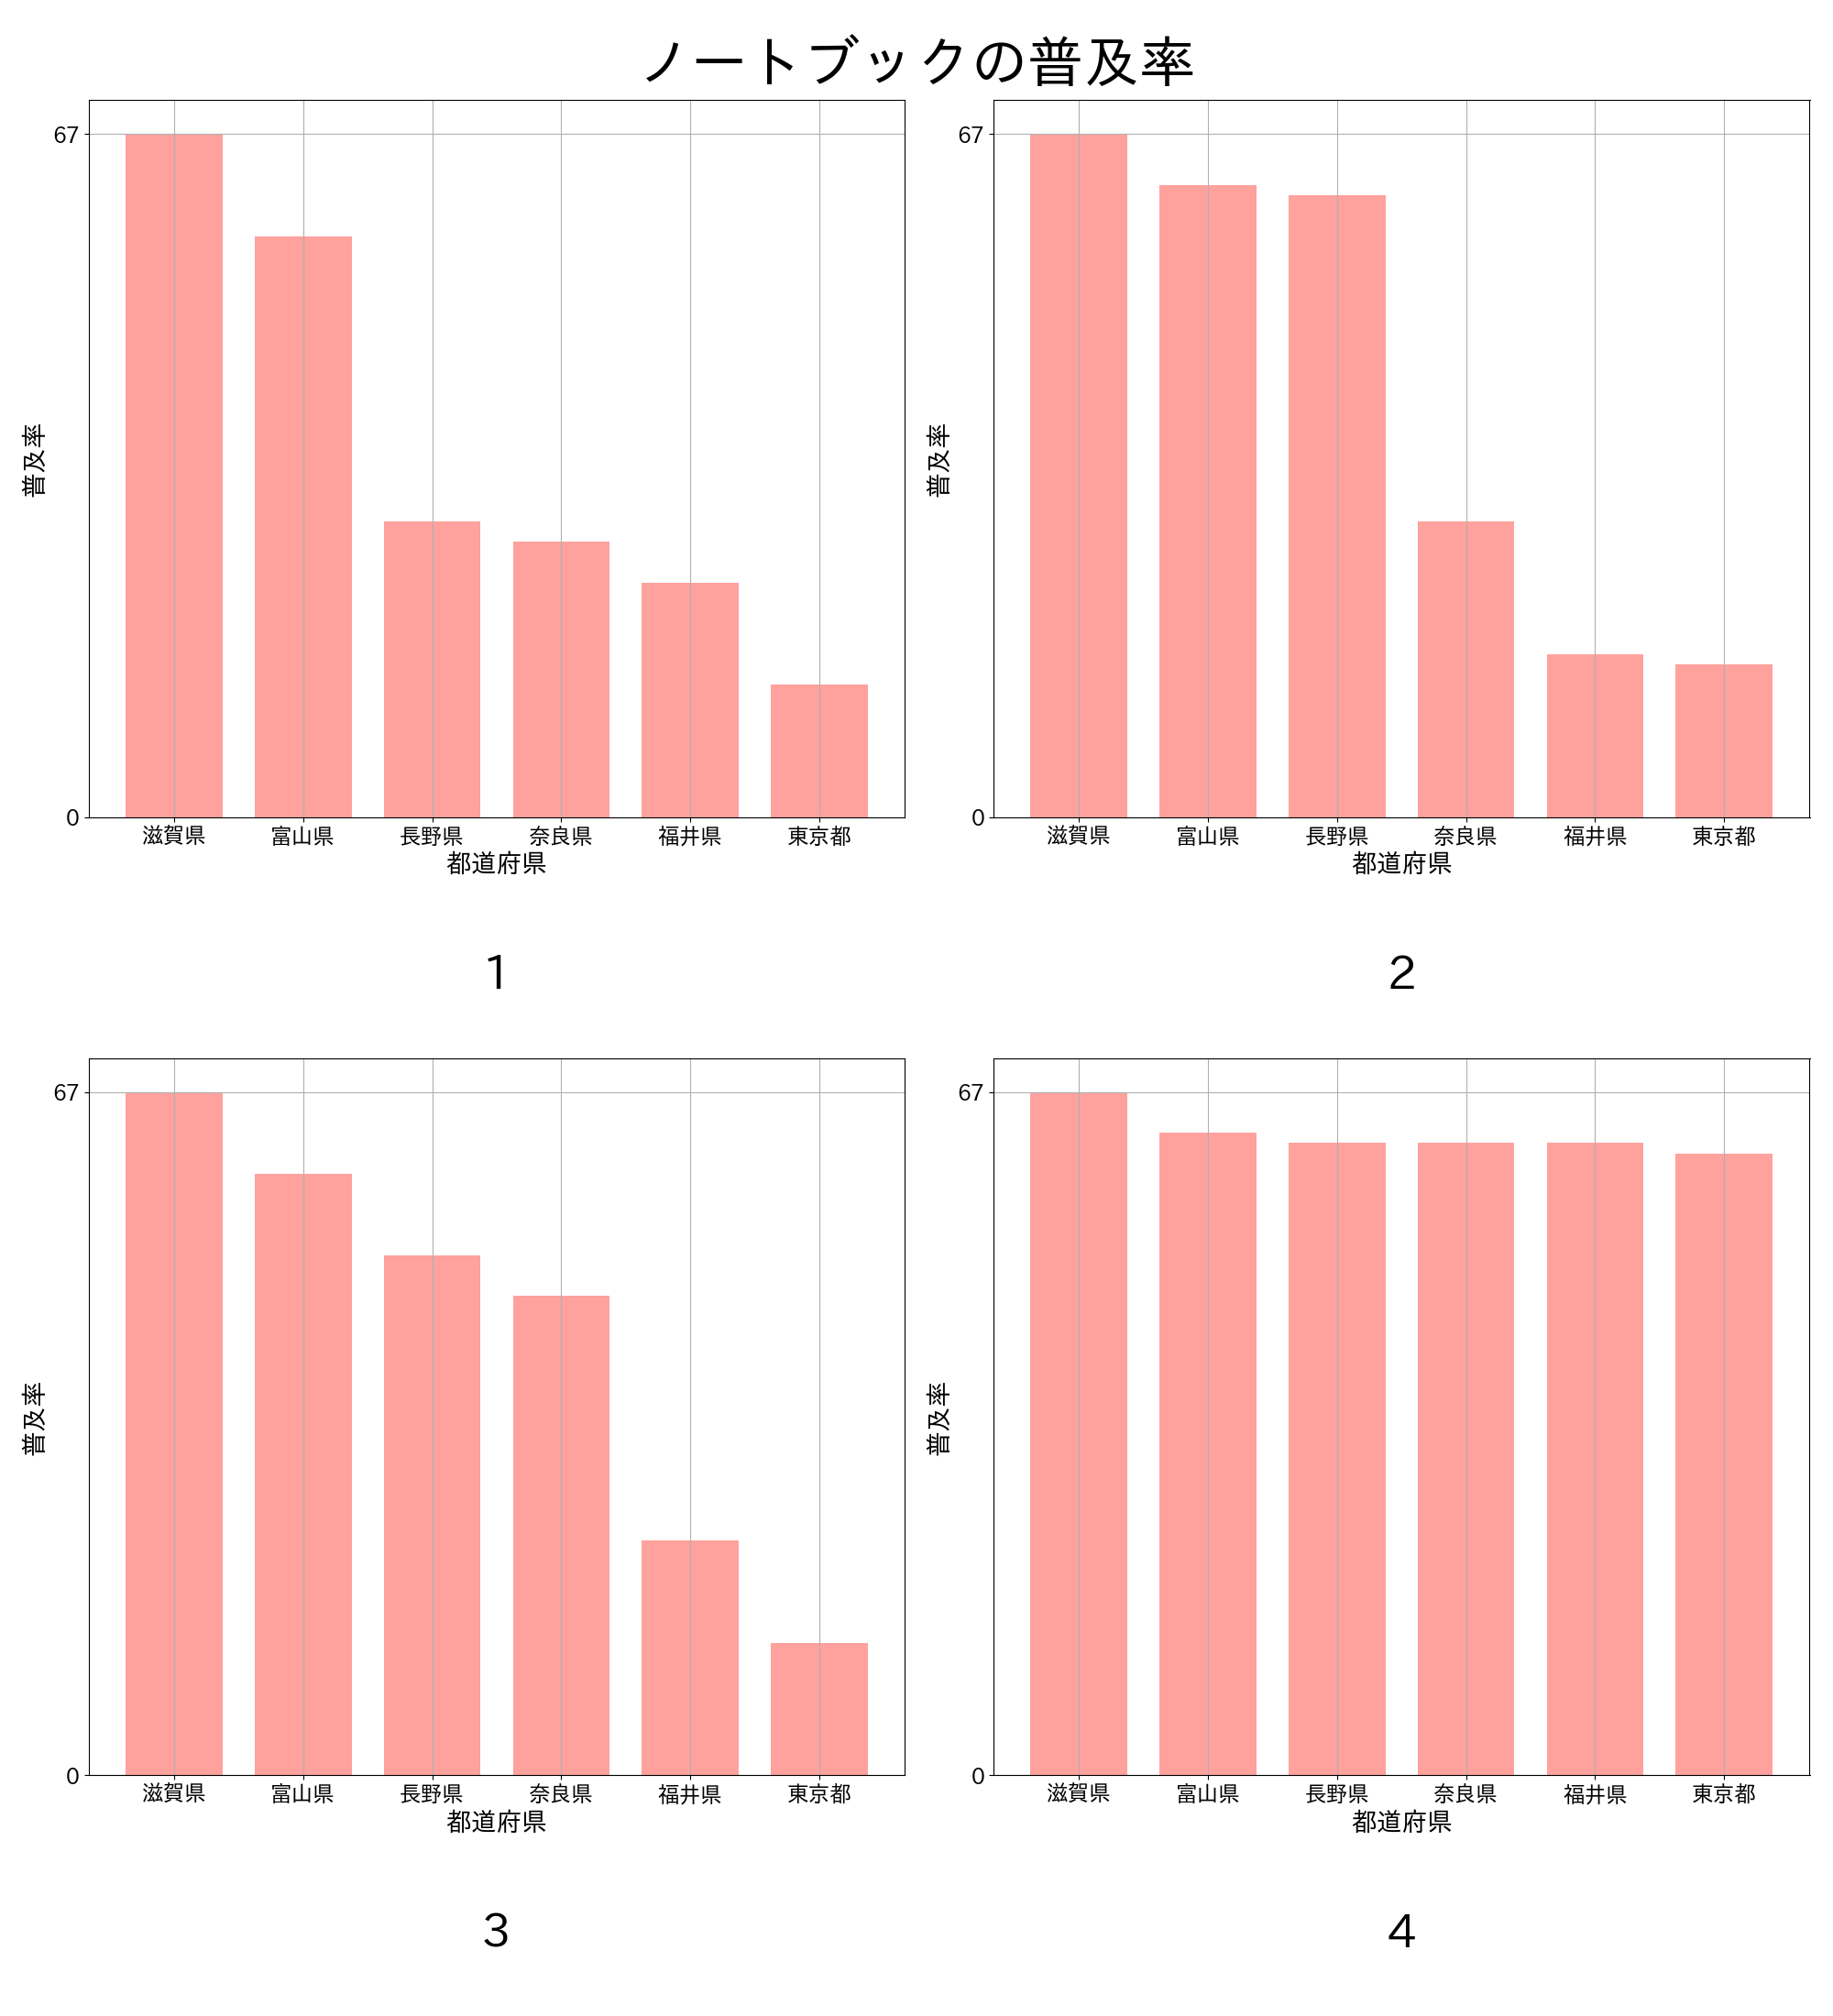 ノートブックの普及率
67
0
普及率
滋賀県 富山県 長野県 奈良県 福井県 東京都
都道府県
1
67
0
普及率
滋賀県 富山県 長野県 奈良県 福井県 東京都
都道府県
2
67
0
普及率
滋賀県 富山県 長野県 奈良県 福井県 東京都
都道府県
3
67
0
普及率
滋賀県 富山県 長野県 奈良県 福井県 東京都
都道府県
4